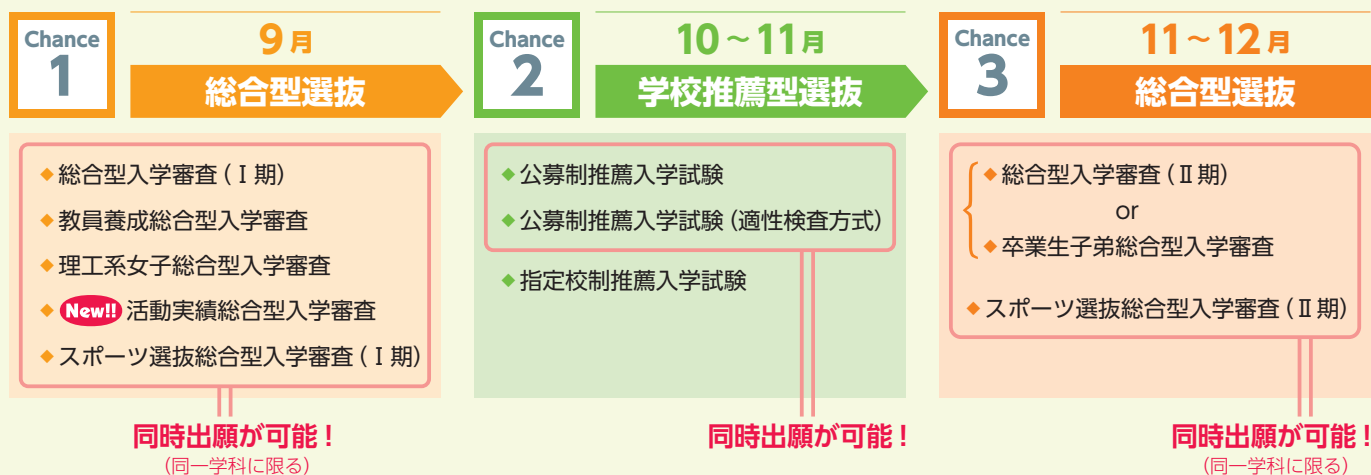 Chance
1
9月
総合型選抜
◆総合型入学審査(Ⅰ期)
◆教員養成総合型入学審査
◆理工系女子総合型入学審査
◆New!! 活動実績総合型入学審査
◆スポーツ選抜総合型入学審査(Ⅰ期)
同時出願が可能!
(同一学科に限る)
Chance
2
10~11月
学校推薦型選抜
◆公募制推薦入学試験
◆公募制推薦入学試験(適性検査方式)
◆指定校制推薦入学試験
同時出願が可能!
Chance
3
11~12月
総合型選抜
◆総合型入学審査(Ⅱ期)
or
◆卒業生子弟総合型入学審査
◆スポーツ選抜総合型入学審査(Ⅱ期)
同時出願が可能!
(同一学科に限る)